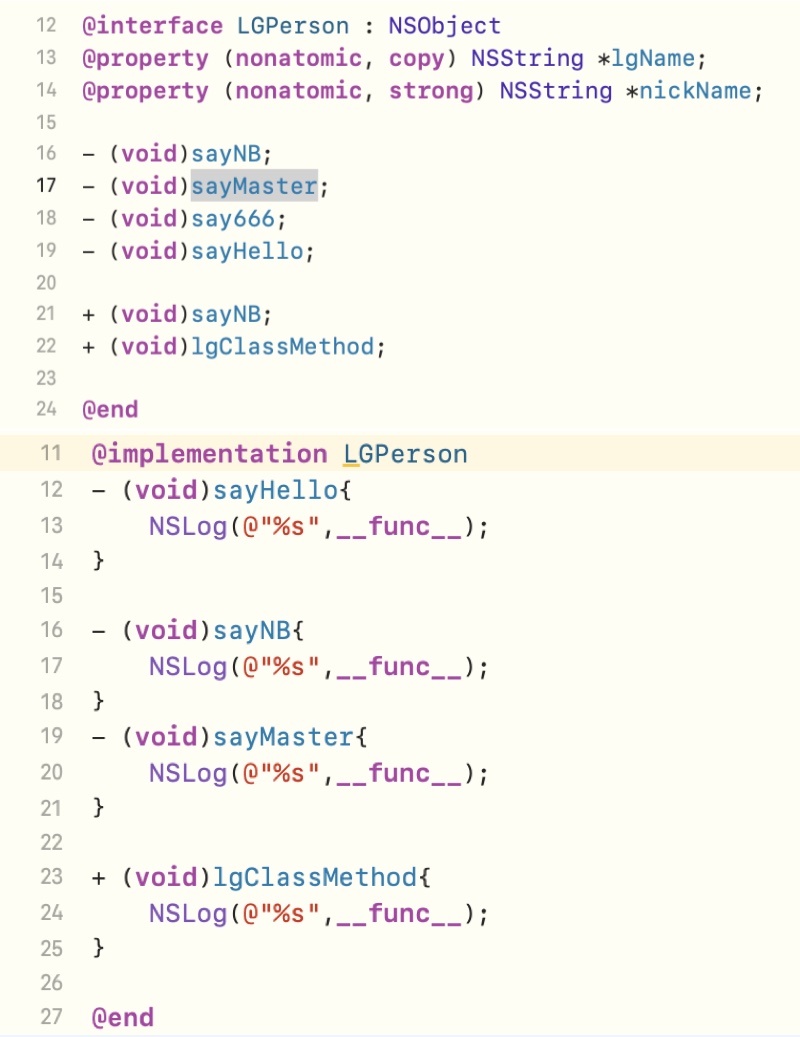 12 @interface LGPerson : NSObject
13 @property (nonatomic, copy) NSString *lgName;
14 @property (nonatomic, strong) NSString *nickName;
15
16 - (void)sayNB;
17 - (void)sayMaster;
18 - (void)say666;
19 - (void)sayHello;
20
21 + (void)sayNB;
22 + (void)lgClassMethod;
23
24 @end
11 @implementation LGPerson
12 - (void)sayHello{
13     NSLog(@"%s",__func__);
14 }
15
16 - (void)sayNB{
17     NSLog(@"%s",__func__);
18 }
19 - (void)sayMaster{
20     NSLog(@"%s",__func__);
21 }
22
23 + (void)lgClassMethod{
24     NSLog(@"%s",__func__);
25 }
26
27 @end